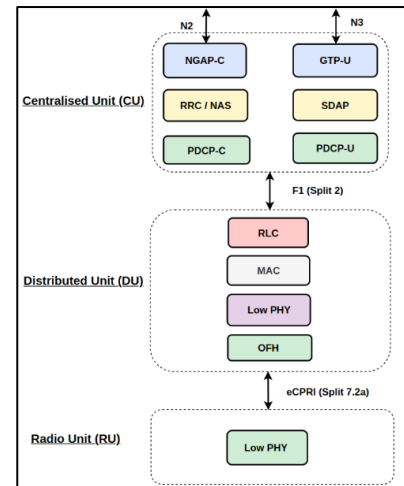 N2
N3
NGAP-C
GTP-U
Centralised Unit (CU)
RRC / NAS
SDAP
PDCP-C
PDCP-U
F1 (Split 2)
RLC
MAC
Distributed Unit (DU)
Low PHY
OFH
eCPRI (Split 7.2a)
Radio Unit (RU)
Low PHY